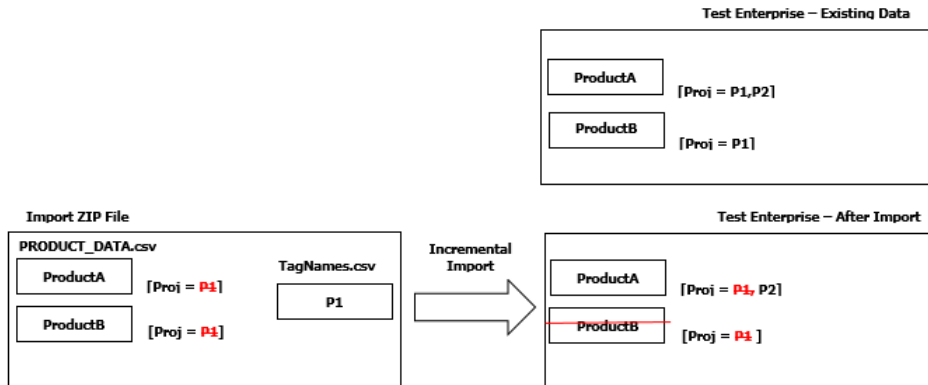 Test Enterprise – Existing Data
ProductA
[Proj = P1,P2]
ProductB
[Proj = P1]
Import ZIP File
Test Enterprise – After Import
PRODUCT_DATA.csv
ProductA
[Proj = P1]
TagNames.csv
P1
ProductB
[Proj = P1]
Incremental
Import
ProductA
[Proj = P1, P2]
ProductB
[Proj = P1 ]